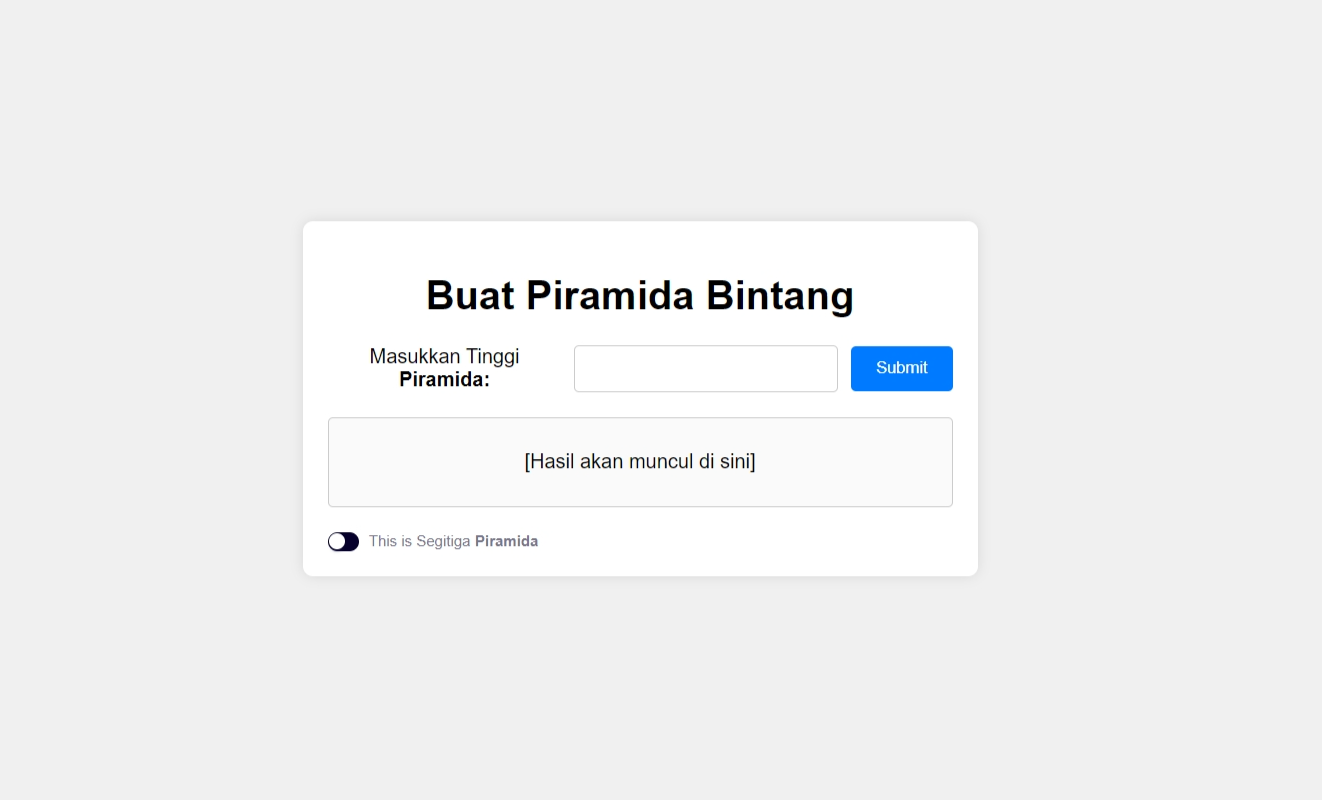 Buat Piramida Bintang
Masukkan Tinggi
Piramida:
Submit
[Hasil akan muncul di sini]
This is Segitiga Piramida